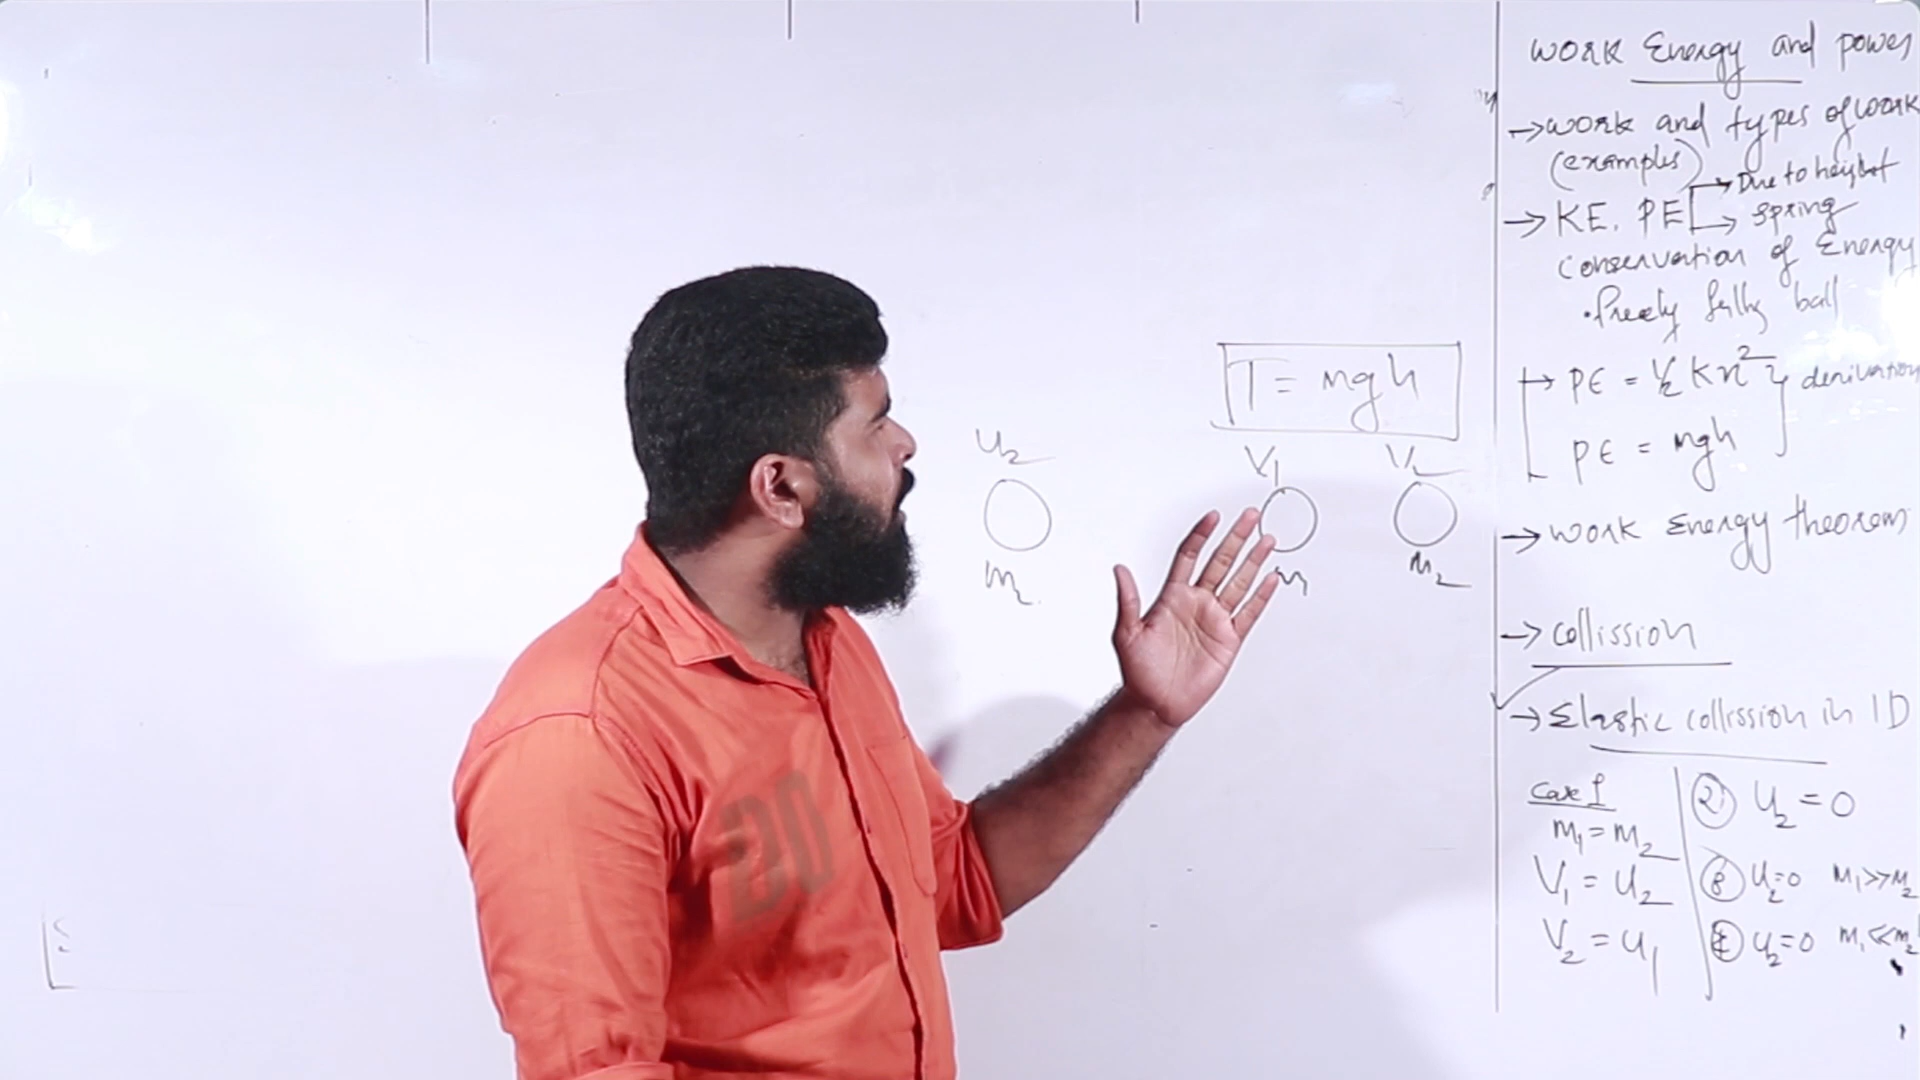 U₂
m₂
T = mgh
V₁ V₂
m₁ m₂
work Energy and power
→ work and types of work
(examples)
→ Due to height
→ KE, PE → spring
conservation of Energy
• freely falling ball
→ PE = ½ Kx² } derivation
PE = mgh
→ work Energy theorem
→ collission
→ Elastic collission in 1D
Case 1
m₁ = m₂
V₁ = U₂
V₂ = U₁
② U₂ = 0
③ U₂=0 M₁>>M₂
④ U₂=0 M₁<<m₂
20